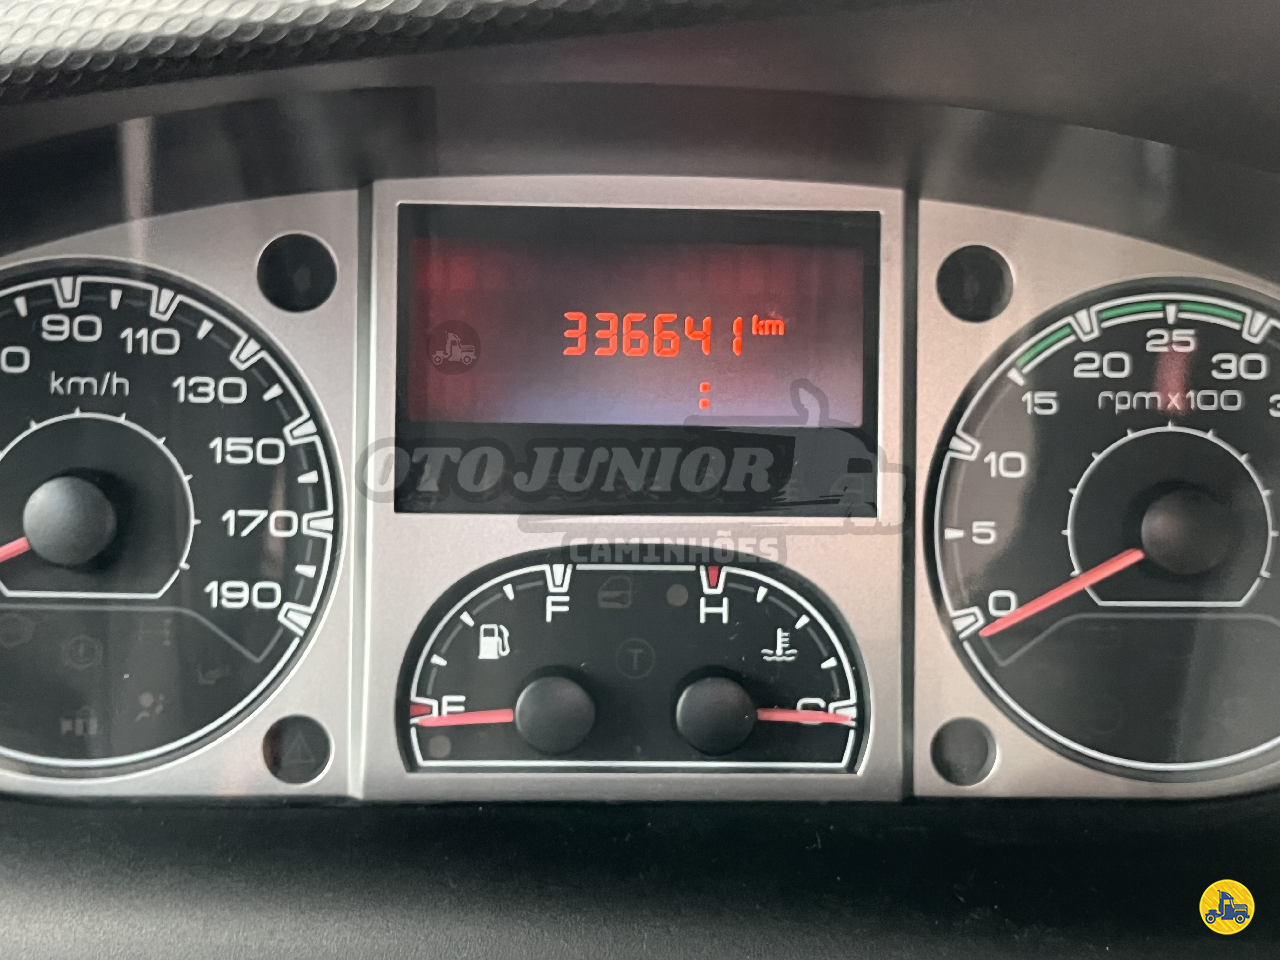 336641 km
:
90 110 130 150 170 190
km/h
0 5 10 15 20 25 30
rpm x100
OTO JUNIOR
CAMINHÕES
F H
T
E C